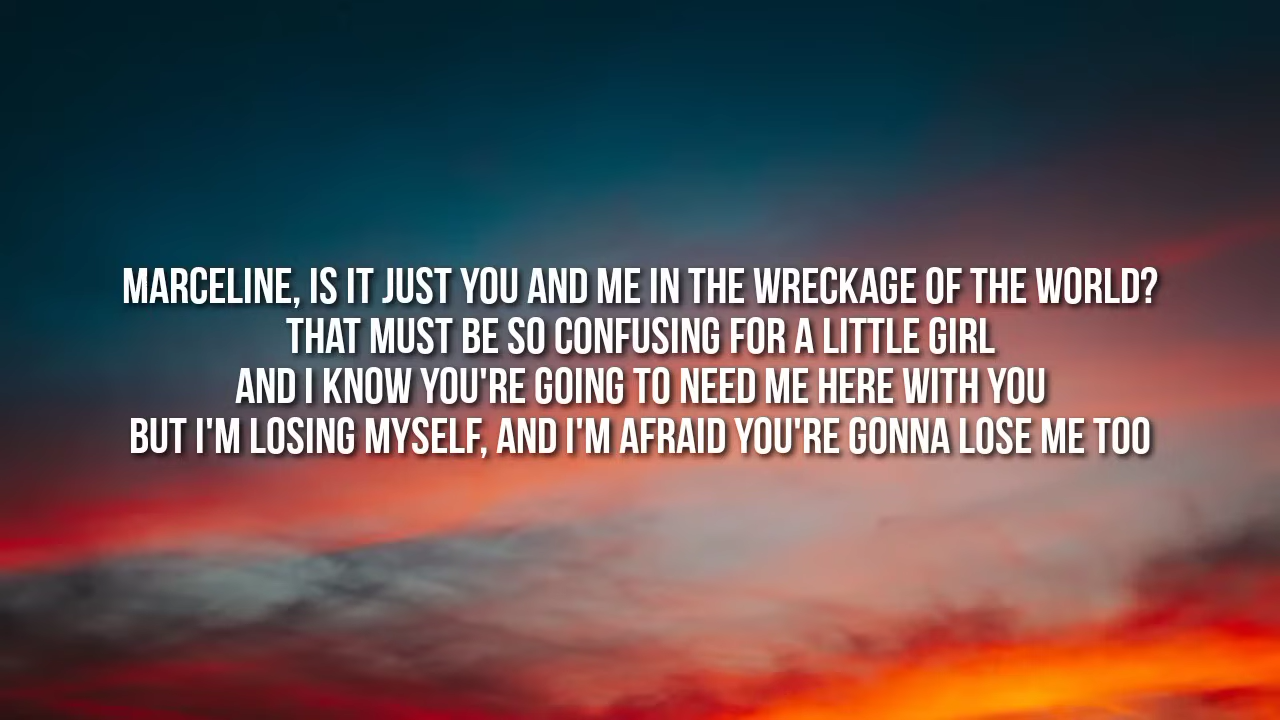 MARCELINE, IS IT JUST YOU AND ME IN THE WRECKAGE OF THE WORLD?
THAT MUST BE SO CONFUSING FOR A LITTLE GIRL
AND I KNOW YOU'RE GOING TO NEED ME HERE WITH YOU
BUT I'M LOSING MYSELF, AND I'M AFRAID YOU'RE GONNA LOSE ME TOO